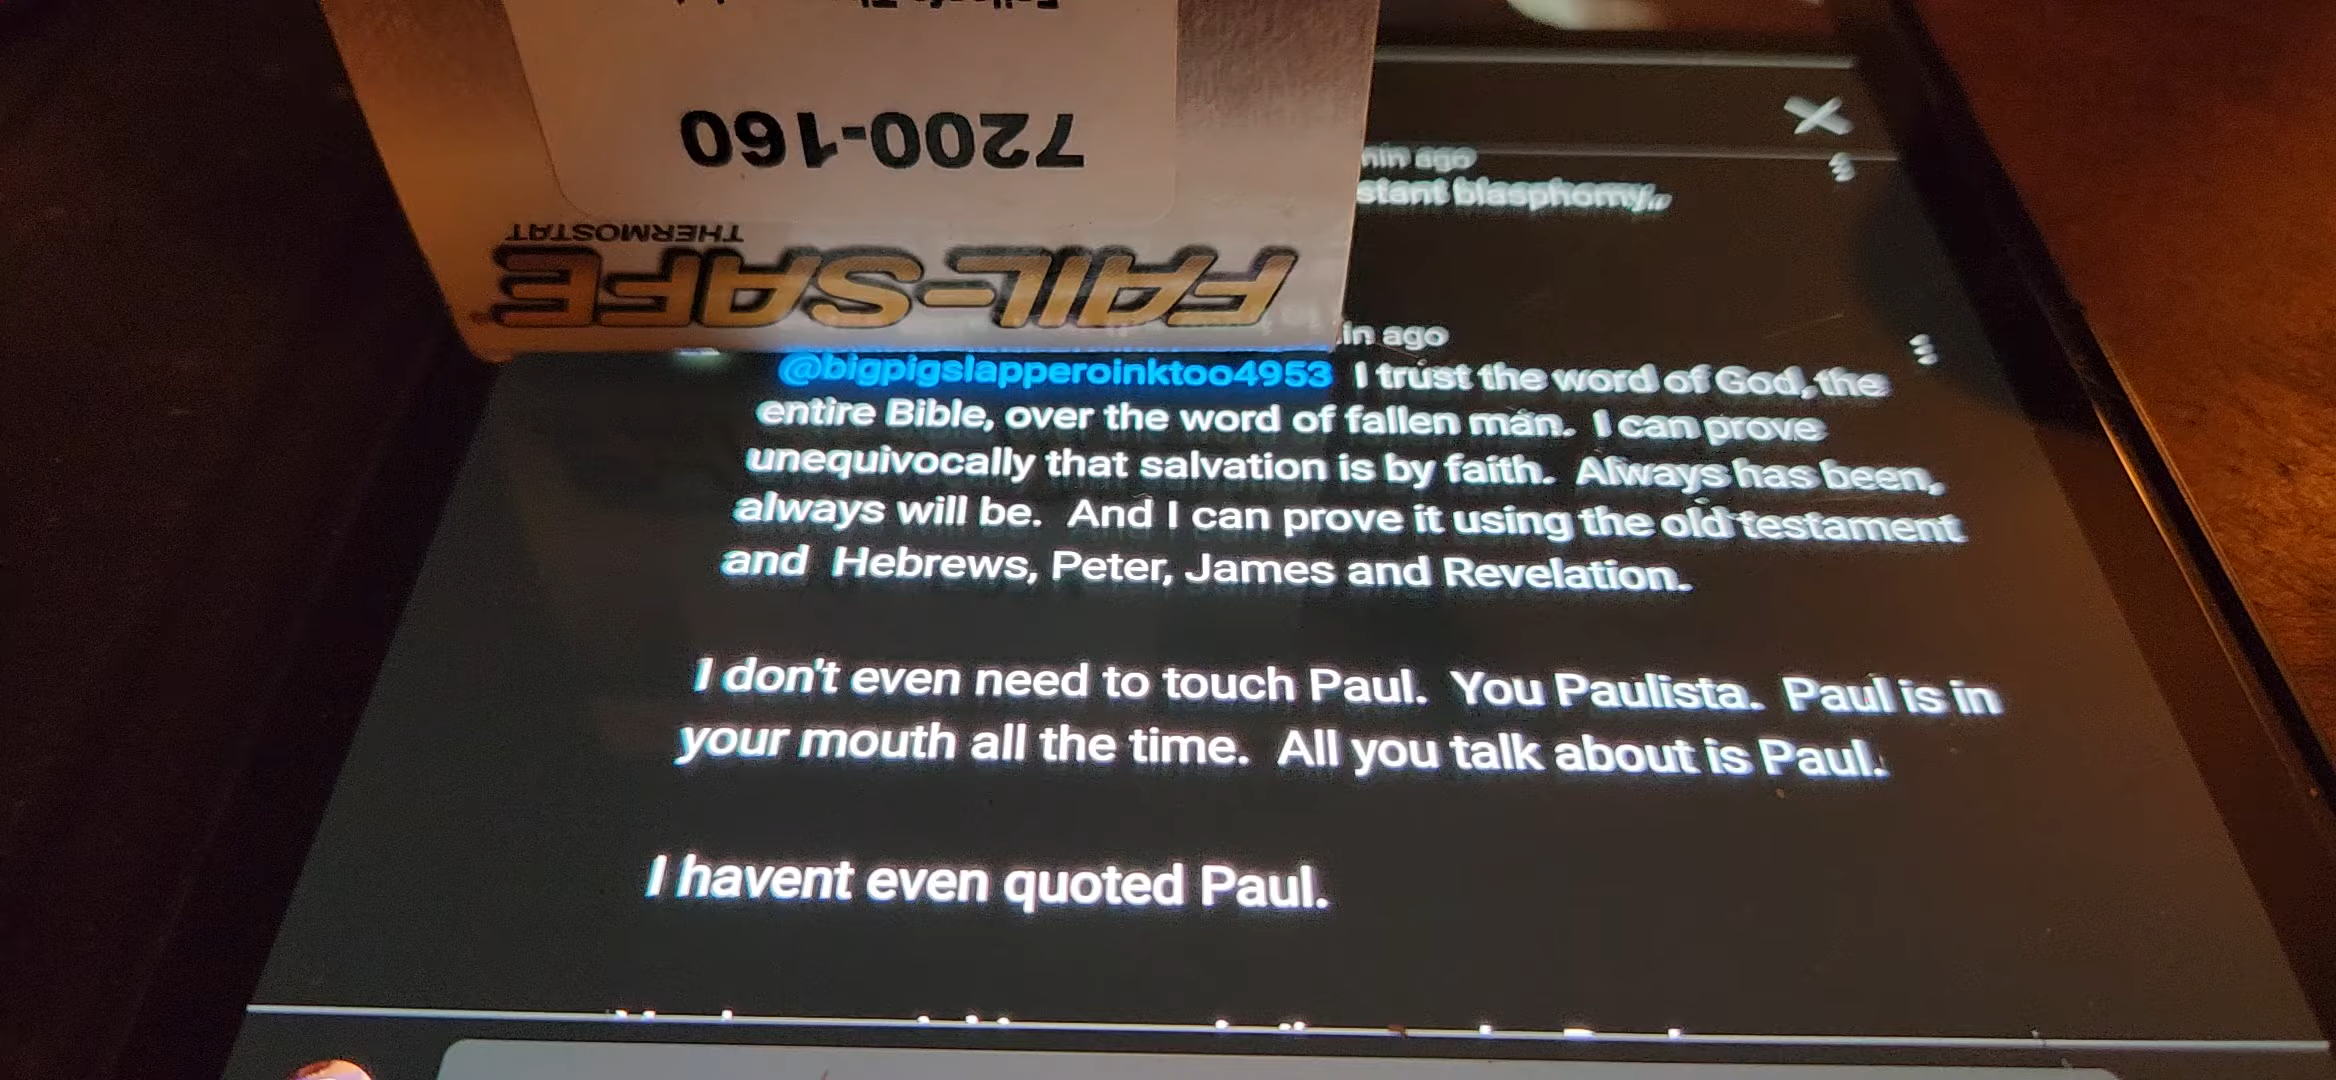 7200-160
THERMOSTAT
FAIL-SAFE
min ago
blasphomy,,
in ago
@bigpigslapperoinktoo4953 I trust the word of God, the
entire Bible, over the word of fallen man. I can prove
unequivocally that salvation is by faith. Always has been,
always will be. And I can prove it using the old testament
and Hebrews, Peter, James and Revelation.
I don't even need to touch Paul. You Paulista. Paul is in
your mouth all the time. All you talk about is Paul.
I havent even quoted Paul.